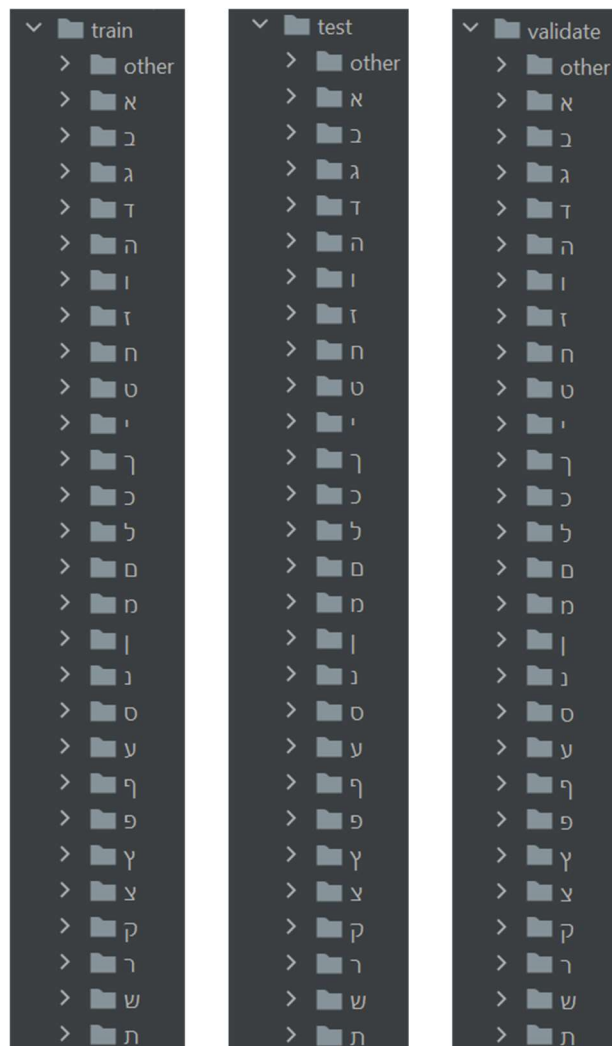 train
other
א
ב
ג
ד
ה
ו
ז
ח
ט
י
ך
כ
ל
ם
מ
ן
נ
ס
ע
ף
פ
ץ
צ
ק
ר
ש
ת
test
other
א
ב
ג
ד
ה
ו
ז
ח
ט
י
ך
כ
ל
ם
מ
ן
נ
ס
ע
ף
פ
ץ
צ
ק
ר
ש
ת
validate
other
א
ב
ג
ד
ה
ו
ז
ח
ט
י
ך
כ
ל
ם
מ
ן
נ
ס
ע
ף
פ
ץ
צ
ק
ר
ש
ת